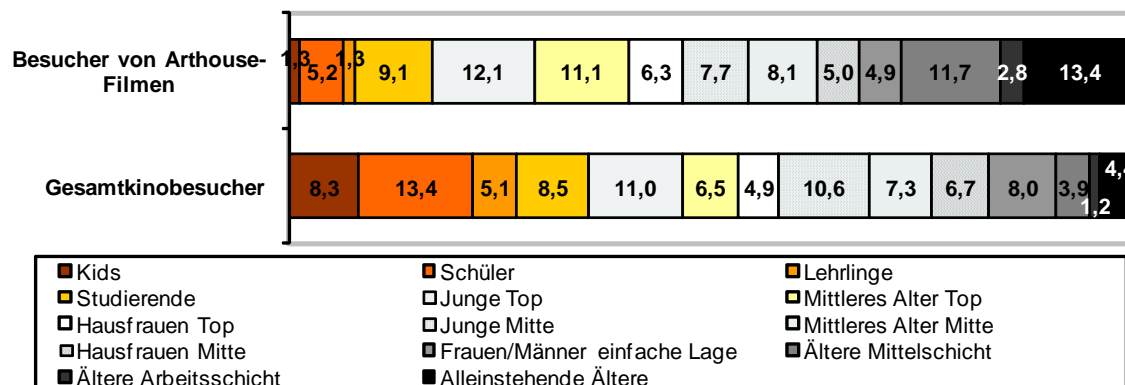 Besucher von Arthouse-
Filmen
1,3 5,2 1,3 9,1 12,1 11,1 6,3 7,7 8,1 5,0 4,9 11,7 2,8 13,4
Gesamtkinobesucher
8,3 13,4 5,1 8,5 11,0 6,5 4,9 10,6 7,3 6,7 8,0 3,9 1,2
Kids Schüler Lehrlinge
Studierende Junge Top Mittleres Alter Top
Hausfrauen Top Junge Mitte Mittleres Alter Mitte
Hausfrauen Mitte Frauen/Männer einfache Lage Ältere Mittelschicht
Ältere Arbeitsschicht Alleinstehende Ältere